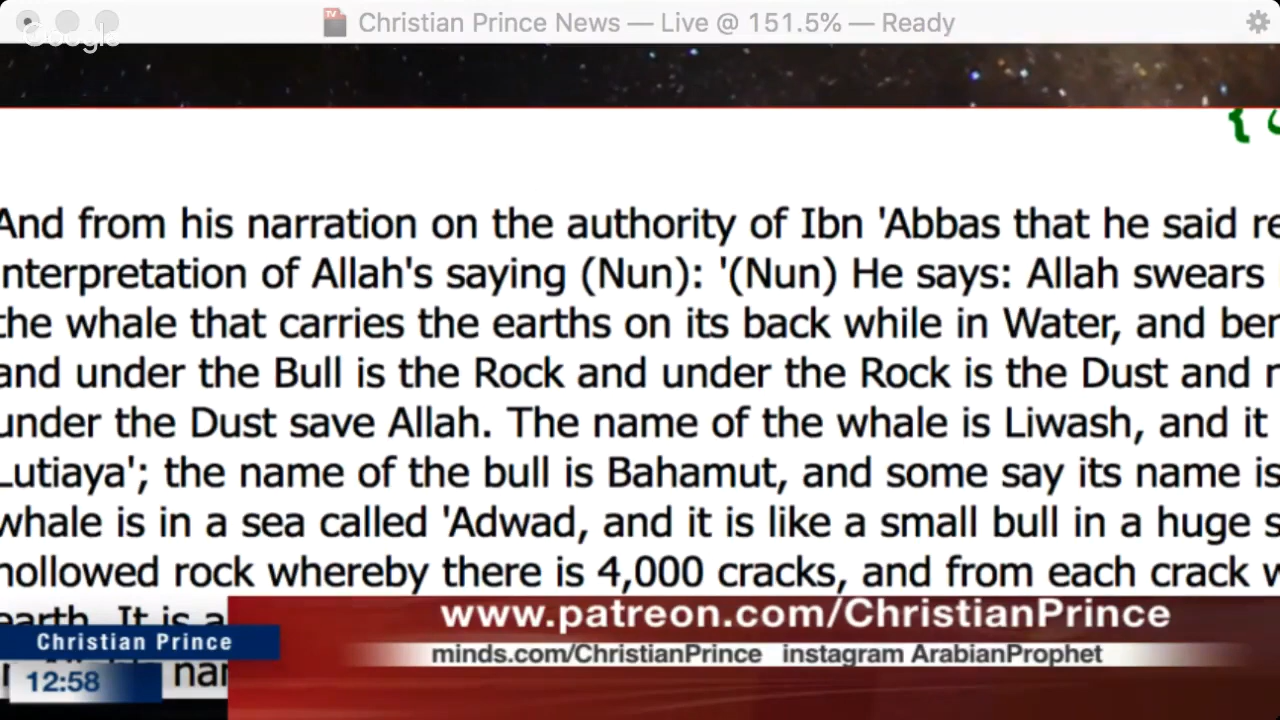 Christian Prince News — Live @ 151.5% — Ready
Google
And from his narration on the authority of Ibn 'Abbas that he said re
interpretation of Allah's saying (Nun): '(Nun) He says: Allah swears
the whale that carries the earths on its back while in Water, and
and under the Bull is the Rock and under the Rock is the Dust and
under the Dust save Allah. The name of the whale is Liwash, and it
Lutiaya'; the name of the bull is Bahamut, and some say its name is
whale is in a sea called 'Adwad, and it is like a small bull in a huge s
hollowed rock whereby there is 4,000 cracks, and from each crack w
earth. It is a
www.patreon.com/ChristianPrince
Christian Prince
minds.com/ChristianPrince instagram ArabianProphet
12:58